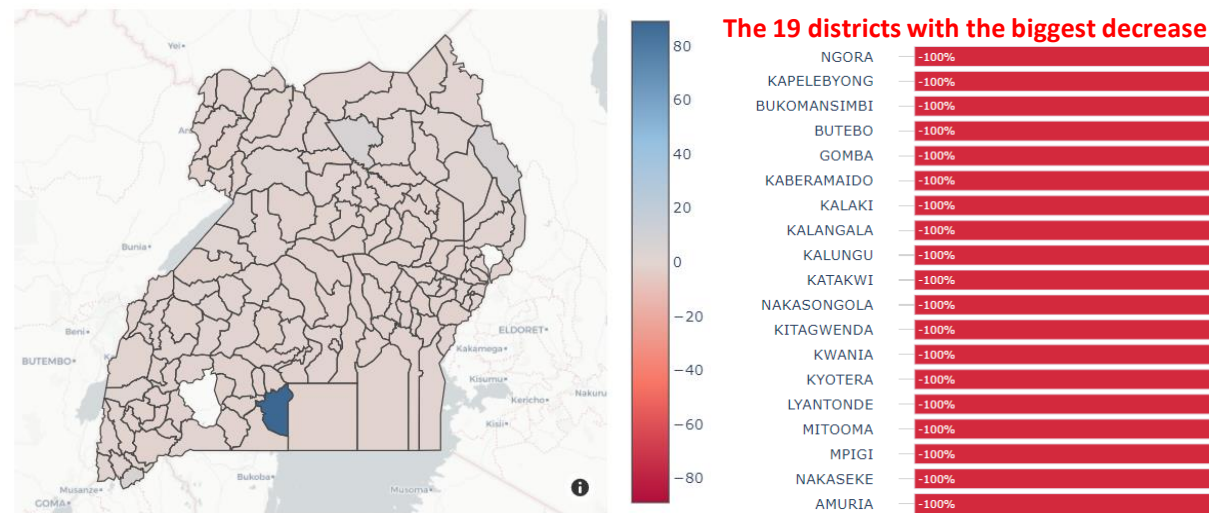 Yei
Bunia
Beni
BUTEMBO
Musanze
GOMA
Bukoba
Musoma
ELDORET
Kakamega
Kisumu
Kericho
Nakuru
Kisii
80
60
40
20
0
−20
−40
−60
−80
The 19 districts with the biggest decrease
NGORA -100%
KAPELEBYONG -100%
BUKOMANSIMBI -100%
BUTEBO -100%
GOMBA -100%
KABERAMAIDO -100%
KALAKI -100%
KALANGALA -100%
KALUNGU -100%
KATAKWI -100%
NAKASONGOLA -100%
KITAGWENDA -100%
KWANIA -100%
KYOTERA -100%
LYANTONDE -100%
MITOOMA -100%
MPIGI -100%
NAKASEKE -100%
AMURIA -100%